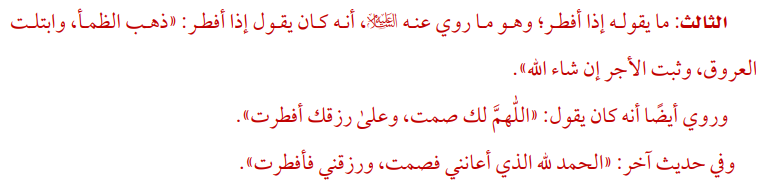 الثالث: ما يقوله إذا أفطر؛ وهو ما روي عنه ﷺ، أنه كان يقول إذا أفطر: «ذهب الظمأ، وابتلت
العروق، وثبت الأجر إن شاء الله».
وروي أيضًا أنه كان يقول: «اللّٰهمَّ لك صمت، وعلىٰ رزقك أفطرت».
وفي حديث آخر: «الحمد لله الذي أعانني فصمت، ورزقني فأفطرت».